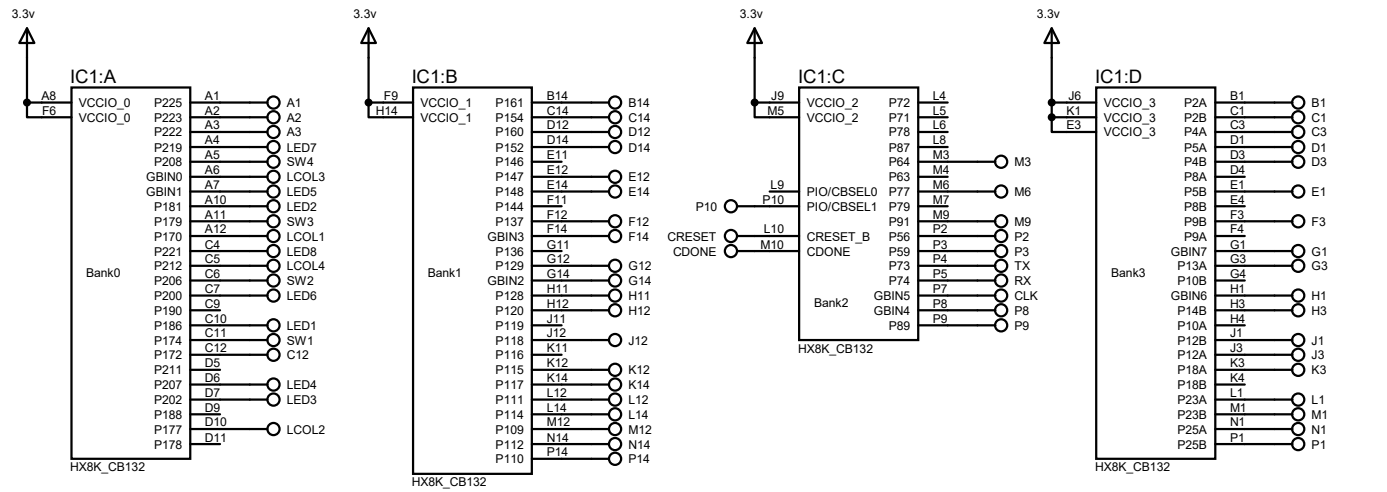 3.3v
IC1:A
A8 VCCIO_0 P225 A1 A1
F6 VCCIO_0 P223 A2 A2
P222 A3 A3
P219 A4 LED7
P208 A5 SW4
GBIN0 A6 LCOL3
GBIN1 A7 LED5
P181 A10 LED2
P179 A11 SW3
P170 A12 LCOL1
P221 C4 LED8
P212 C5 LCOL4
Bank0 P206 C6 SW2
P200 C7 LED6
P190 C9
P186 C10 LED1
P174 C11 SW1
P172 C12 C12
P211 D5
P207 D6 LED4
P202 D7 LED3
P188 D9
P177 D10 LCOL2
P178 D11
HX8K_CB132
3.3v
IC1:B
F9 VCCIO_1 P161 B14 B14
H14 VCCIO_1 P154 C14 C14
P160 D12 D12
P152 D14 D14
P146 E11
P147 E12 E12
P148 E14 E14
P144 F11
P137 F12 F12
GBIN3 F14 F14
P136 G11
Bank1 P129 G12 G12
GBIN2 G14 G14
P128 H11 H11
P120 H12 H12
P119 J11
P118 J12 J12
P116 K11
P115 K12 K12
P117 K14 K14
P111 L12 L12
P114 L14 L14
P109 M12 M12
P112 N14 N14
P110 P14 P14
HX8K_CB132
3.3v
IC1:C
J9 VCCIO_2 P72 L4
M5 VCCIO_2 P71 L5
P78 L6
P87 L8
P64 M3 M3
P63 M4
L9 PIO/CBSEL0 P77 M6 M6
P10 P10 PIO/CBSEL1 P79 M7
P91 M9 M9
CRESET L10 CRESET_B P56 P2 P2
CDONE M10 CDONE P59 P3 P3
P73 P4 TX
P74 P5 RX
GBIN5 P7 CLK
Bank2 GBIN4 P8 P8
P89 P9 P9
HX8K_CB132
3.3v
IC1:D
J6 VCCIO_3 P2A B1 B1
K1 VCCIO_3 P2B C1 C1
E3 VCCIO_3 P4A C3 C3
P5A D1 D1
P4B D3 D3
P8A D4
P5B E1 E1
P8B E4
P9B F3 F3
P9A F4
GBIN7 G1 G1
Bank3 P13A G3 G3
P10B G4
GBIN6 H1 H1
P14B H3 H3
P10A H4
P12B J1 J1
P12A J3 J3
P18A K3 K3
P18B K4
P23A L1 L1
P23B M1 M1
P25A N1 N1
P25B P1 P1
HX8K_CB132